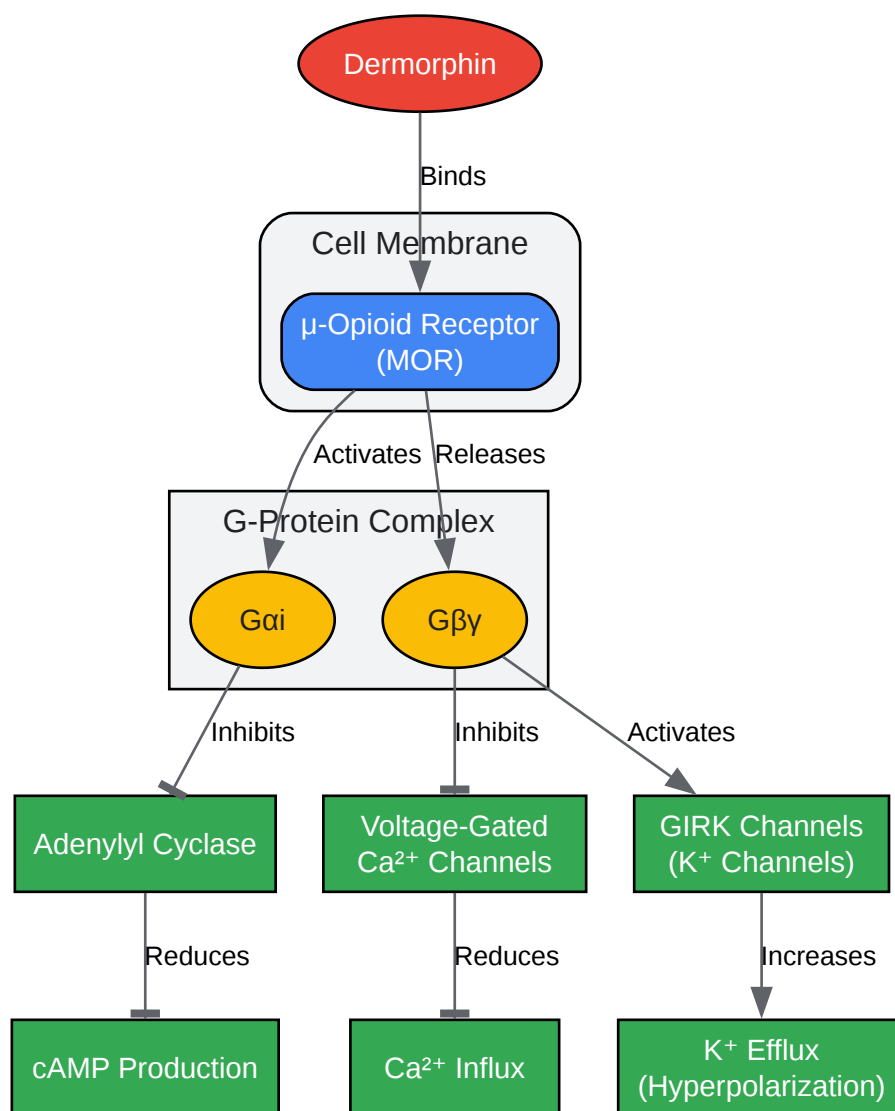 Dermorphin
Binds
Cell Membrane
μ-Opioid Receptor
(MOR)
Activates
Releases
G-Protein Complex
Gαi
Gβγ
Inhibits
Inhibits
Activates
Adenylyl Cyclase
Voltage-Gated
Ca²⁺ Channels
GIRK Channels
(K⁺ Channels)
Reduces
Reduces
Increases
cAMP Production
Ca²⁺ Influx
K⁺ Efflux
(Hyperpolarization)